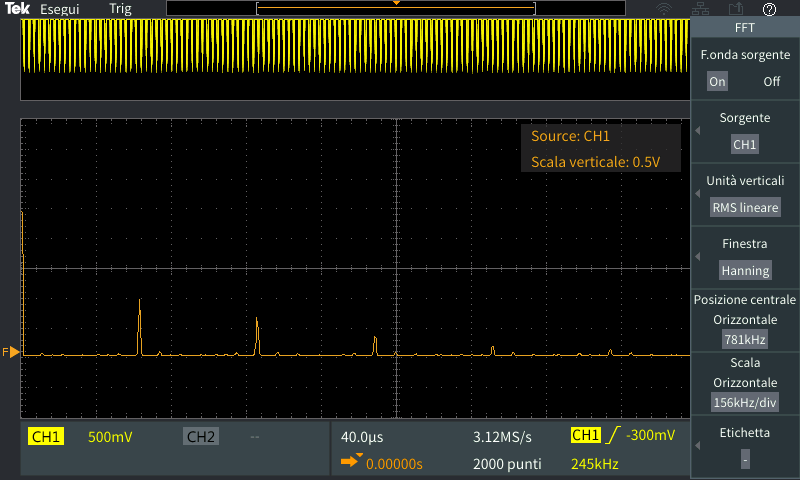 Tek Esegui Trig
FFT
F.onda sorgente
On Off
Sorgente
CH1
Unità verticali
RMS lineare
Finestra
Hanning
Posizione centrale
Orizzontale
781kHz
Scala
Orizzontale
156kHz/div
Etichetta
-
Source: CH1
Scala verticale: 0.5V
F
CH1 500mV CH2 --
40.0µs 3.12MS/s CH1 -300mV
0.00000s 2000 punti 245kHz